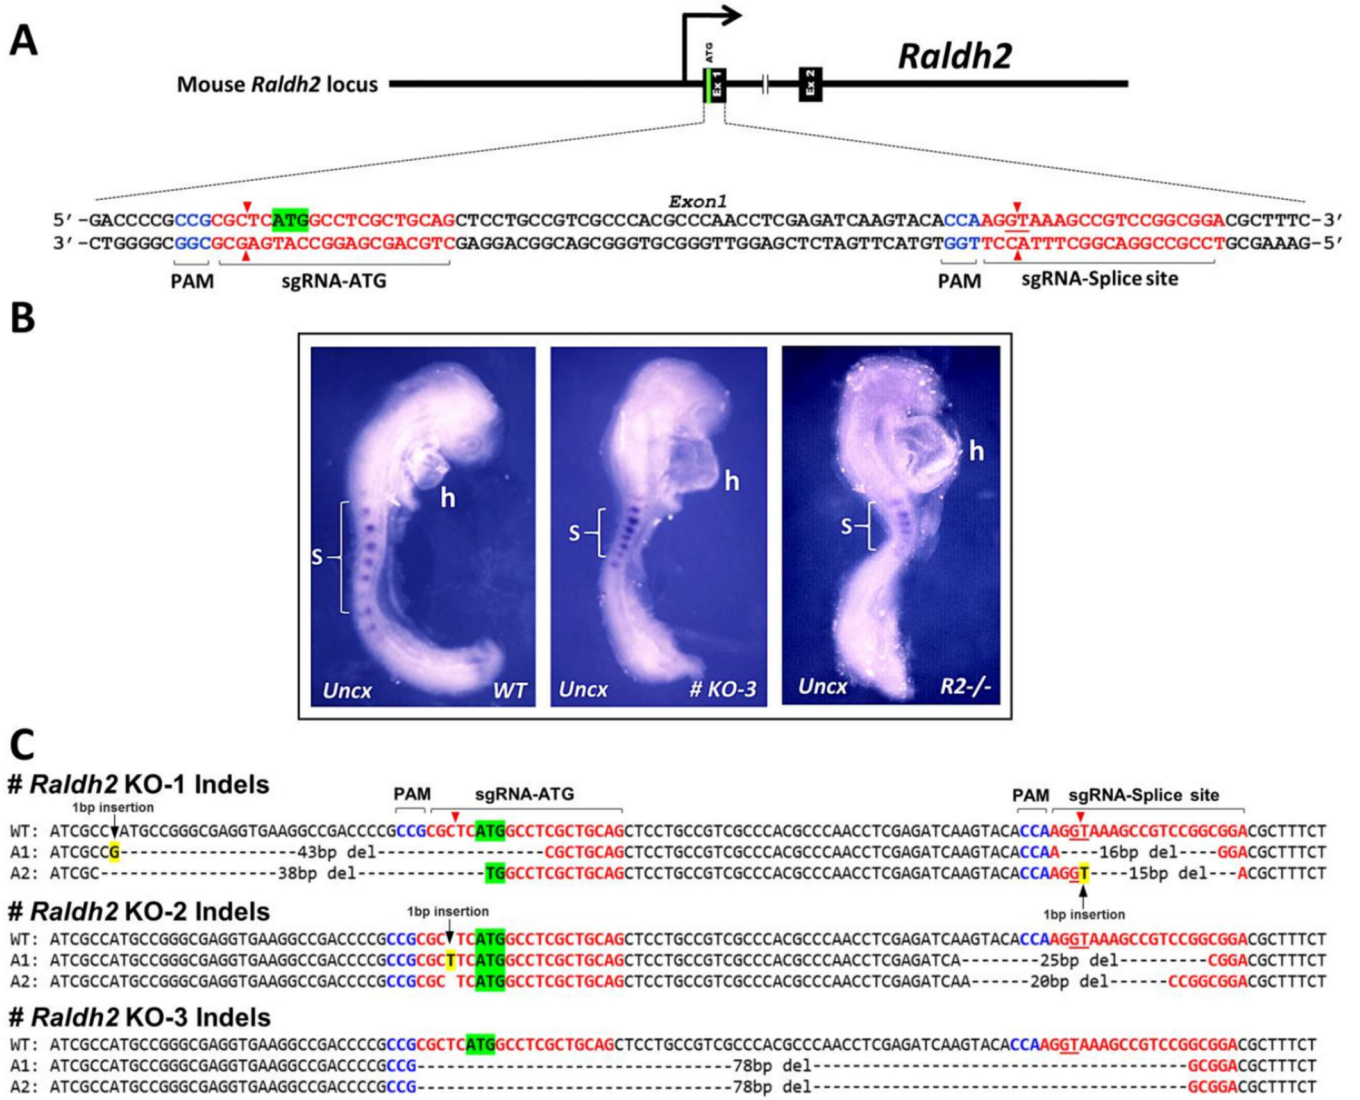 A
Raldh2
Mouse Raldh2 locus
ATG
Ex 1
Ex 2
Exon1
5′-GACCCCGCCGCGCTCATGGCCTCGCTGCAGCTCCTGCCGTCGCCCACGCCCAACCTCGAGATCAAGTACACCAAGGTAAAGCCGTCCGGCGGACGCTTTC-3′
3′-CTGGGGCGGCGCGAGTACCGGAGCGACGTCGAGGACGGCAGCGGGTGCGGGTTGGAGCTCTAGTTCATGTGGTTCCATTTCGGCAGGCCGCCTGCGAAAG-5′
PAM sgRNA-ATG PAM sgRNA-Splice site
B
h h h
S S S
Uncx WT Uncx # KO-3 Uncx R2-/-
C
# Raldh2 KO-1 Indels
1bp insertion PAM sgRNA-ATG PAM sgRNA-Splice site
WT: ATCGCC ATGCCGGGCGAGGTGAAGGCCGACCCCGCCGCGCTCATGGCCTCGCTGCAGCTCCTGCCGTCGCCCACGCCCAACCTCGAGATCAAGTACACCAAGGTAAAGCCGTCCGGCGGACGCTTTCT
A1: ATCGCCG------------------43bp del-----------------CGCTGCAGCTCCTGCCGTCGCCCACGCCCAACCTCGAGATCAAGTACACCAA----16bp del----GGACGCTTTCT
A2: ATCGC------------------38bp del-------------TGGCCTCGCTGCAGCTCCTGCCGTCGCCCACGCCCAACCTCGAGATCAAGTACACCAAGGT----15bp del---ACGCTTTCT
1bp insertion
# Raldh2 KO-2 Indels
1bp insertion
WT: ATCGCCATGCCGGGCGAGGTGAAGGCCGACCCCGCCGCGC TCATGGCCTCGCTGCAGCTCCTGCCGTCGCCCACGCCCAACCTCGAGATCAAGTACACCAAGGTAAAGCCGTCCGGCGGACGCTTTCT
A1: ATCGCCATGCCGGGCGAGGTGAAGGCCGACCCCGCCGCGCTTCATGGCCTCGCTGCAGCTCCTGCCGTCGCCCACGCCCAACCTCGAGATCA--------25bp del---------CGGACGCTTTCT
A2: ATCGCCATGCCGGGCGAGGTGAAGGCCGACCCCGCCGCGC TCATGGCCTCGCTGCAGCTCCTGCCGTCGCCCACGCCCAACCTCGAGATCAA------20bp del------CCGGCGGACGCTTTCT
# Raldh2 KO-3 Indels
WT: ATCGCCATGCCGGGCGAGGTGAAGGCCGACCCCGCCGCGCTCATGGCCTCGCTGCAGCTCCTGCCGTCGCCCACGCCCAACCTCGAGATCAAGTACACCAAGGTAAAGCCGTCCGGCGGACGCTTTCT
A1: ATCGCCATGCCGGGCGAGGTGAAGGCCGACCCCGCCG--------------------------------78bp del--------------------------------------GCGGACGCTTTCT
A2: ATCGCCATGCCGGGCGAGGTGAAGGCCGACCCCGCCG--------------------------------78bp del--------------------------------------GCGGACGCTTTCT